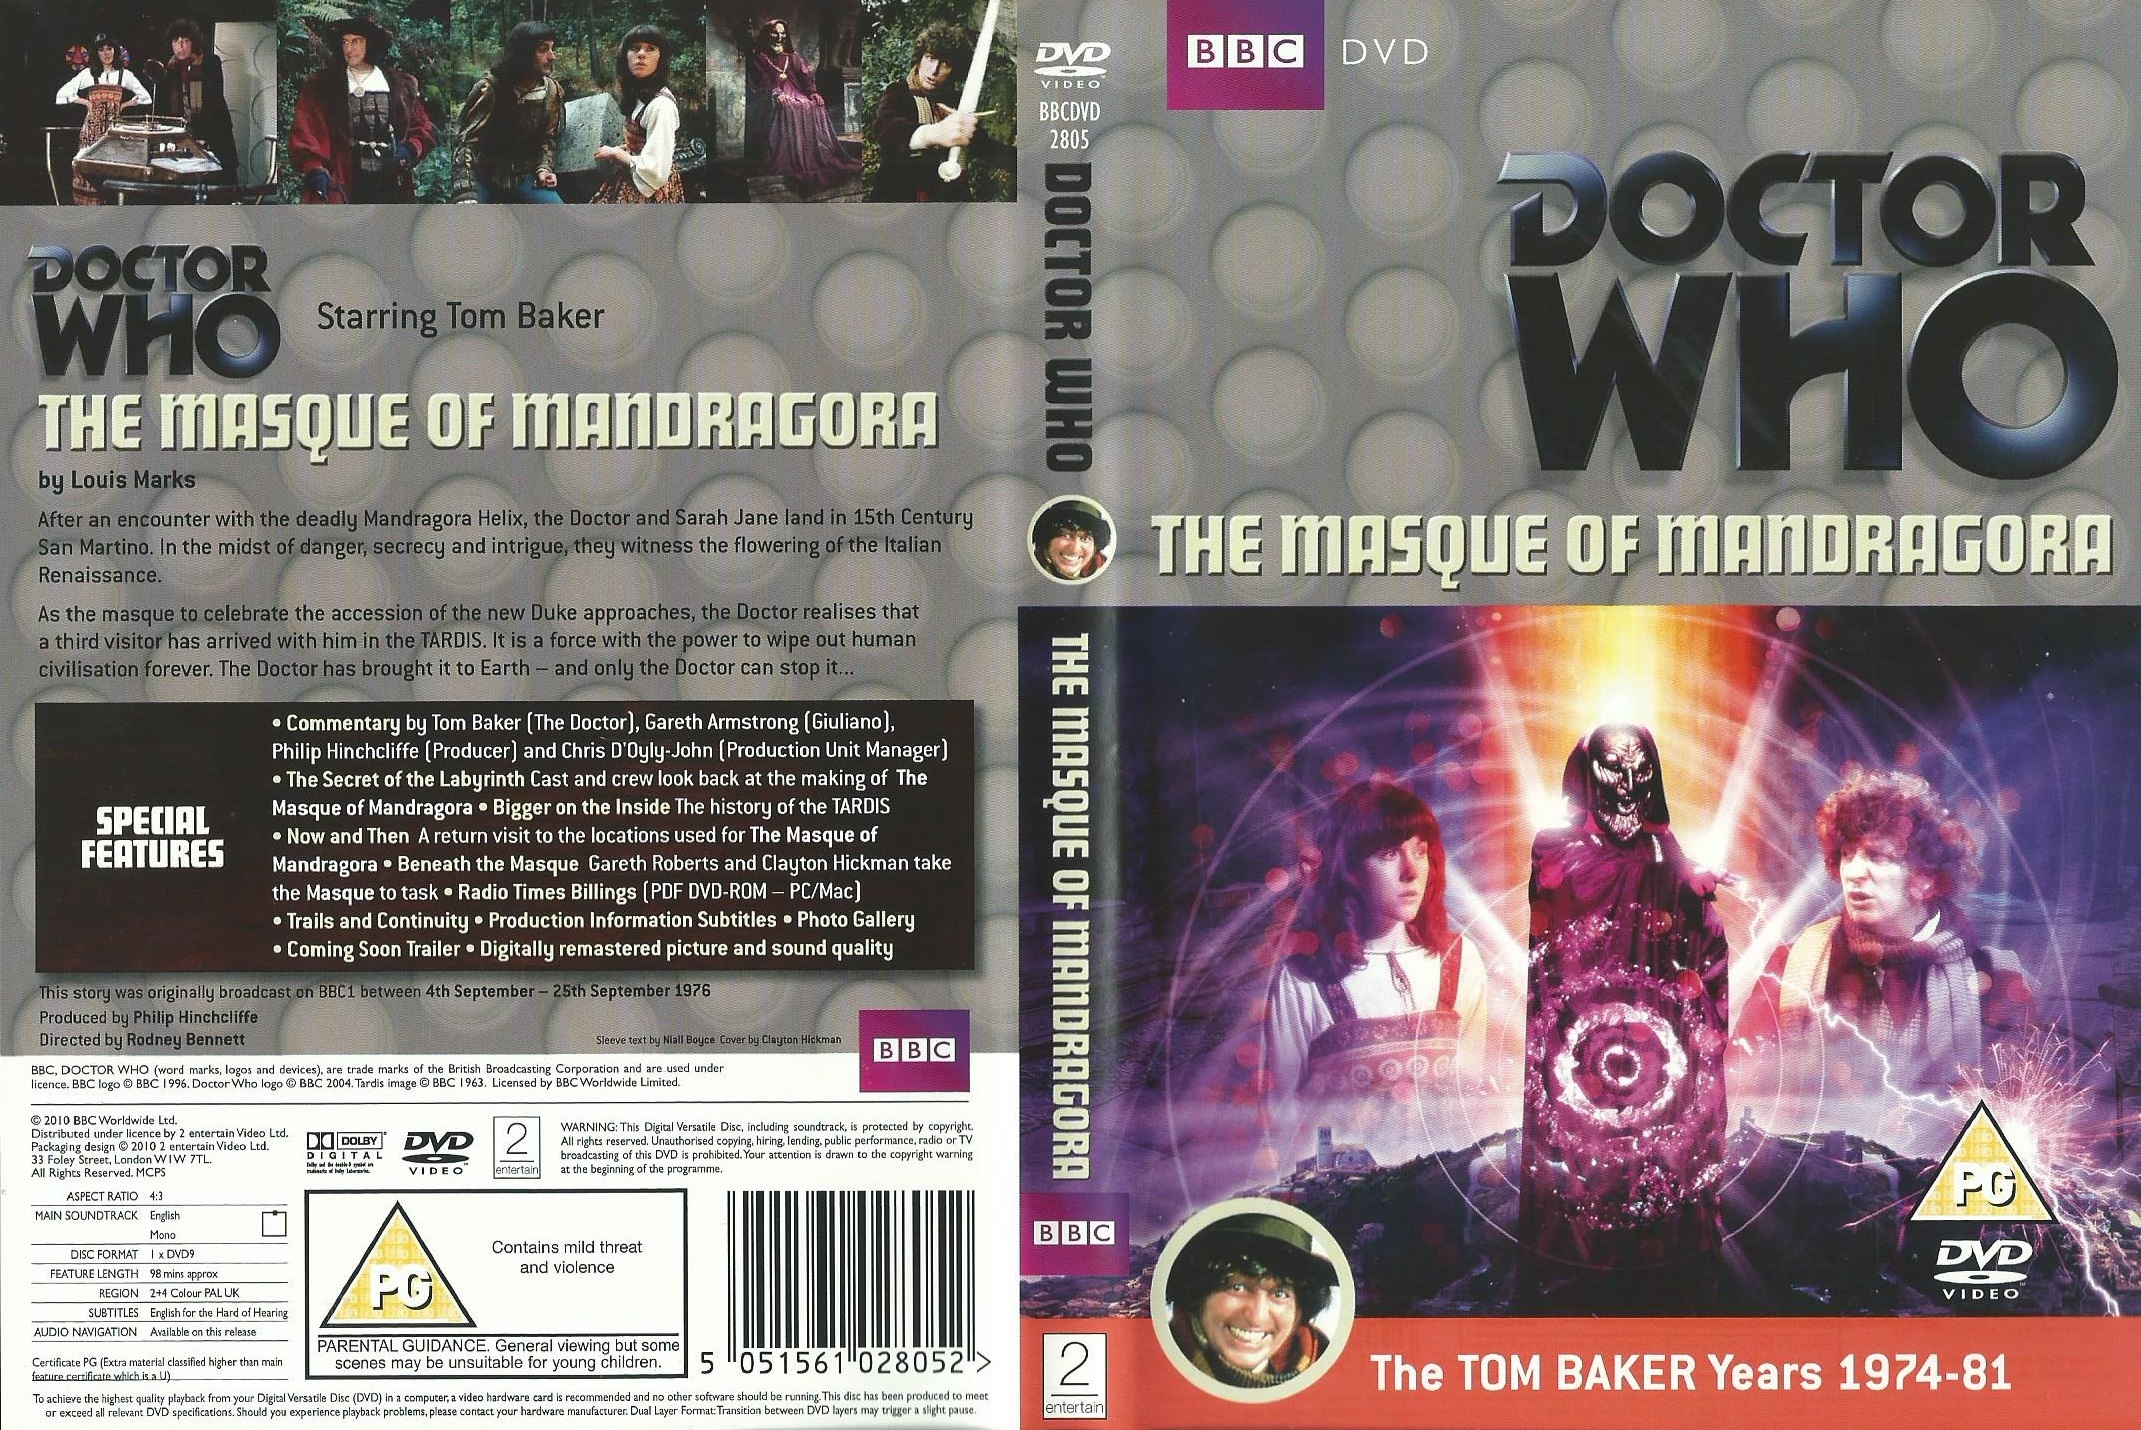 DOCTOR
WHO
Starring Tom Baker
THE MASQUE OF MANDRAGORA
by Louis Marks
After an encounter with the deadly Mandragora Helix, the Doctor and Sarah Jane land in 15th Century
San Martino. In the midst of danger, secrecy and intrigue, they witness the flowering of the Italian
Renaissance.
As the masque to celebrate the accession of the new Duke approaches, the Doctor realises that
a third visitor has arrived with him in the TARDIS. It is a force with the power to wipe out human
civilisation forever. The Doctor has brought it to Earth – and only the Doctor can stop it...
SPECIAL
FEATURES
• Commentary by Tom Baker (The Doctor), Gareth Armstrong (Giuliano),
Philip Hinchcliffe (Producer) and Chris D'Oyly-John (Production Unit Manager)
• The Secret of the Labyrinth Cast and crew look back at the making of The
Masque of Mandragora • Bigger on the Inside The history of the TARDIS
• Now and Then A return visit to the locations used for The Masque of
Mandragora • Beneath the Masque Gareth Roberts and Clayton Hickman take
the Masque to task • Radio Times Billings (PDF DVD-ROM – PC/Mac)
• Trails and Continuity • Production Information Subtitles • Photo Gallery
• Coming Soon Trailer • Digitally remastered picture and sound quality
This story was originally broadcast on BBC1 between 4th September – 25th September 1976
Produced by Philip Hinchcliffe
Directed by Rodney Bennett
Sleeve text by Niall Boyce Cover by Clayton Hickman
BBC
BBC, DOCTOR WHO (word marks, logos and devices), are trade marks of the British Broadcasting Corporation and are used under
licence. BBC logo © BBC 1996. Doctor Who logo © BBC 2004. Tardis image © BBC 1963. Licensed by BBC Worldwide Limited.
© 2010 BBC Worldwide Ltd.
Distributed under licence by 2 entertain Video Ltd.
Packaging design © 2010 2 entertain Video Ltd.
33 Foley Street, London W1W 7TL.
All Rights Reserved. MCPS
DOLBY
DIGITAL
DVD
VIDEO
2
entertain
WARNING: This Digital Versatile Disc, including soundtrack, is protected by copyright.
All rights reserved. Unauthorised copying, hiring, lending, public performance, radio or TV
broadcasting of this DVD is prohibited. Your attention is drawn to the copyright warning
at the beginning of the programme.
ASPECT RATIO 4:3
MAIN SOUNDTRACK English
Mono
DISC FORMAT 1 x DVD9
FEATURE LENGTH 98 mins approx
REGION 2+4 Colour PAL UK
SUBTITLES English for the Hard of Hearing
AUDIO NAVIGATION Available on this release
Certificate PG (Extra material classified higher than main
feature certificate which is a U)
PG
Contains mild threat
and violence
PARENTAL GUIDANCE. General viewing but some
scenes may be unsuitable for young children.
5 051561 028052 >
To achieve the highest quality playback from your Digital Versatile Disc (DVD) in a computer, a video hardware card is recommended and no other software should be running. This disc has been produced to meet
or exceed all relevant DVD specifications. Should you experience playback problems, please contact your hardware manufacturer. Dual Layer Format: Transition between DVD layers may trigger a slight pause.
DVD
VIDEO
BBCDVD
2805
DOCTOR WHO
THE MASQUE OF MANDRAGORA
BBC
2
entertain
BBC DVD
DOCTOR
WHO
THE MASQUE OF MANDRAGORA
PG
DVD
VIDEO
The TOM BAKER Years 1974-81